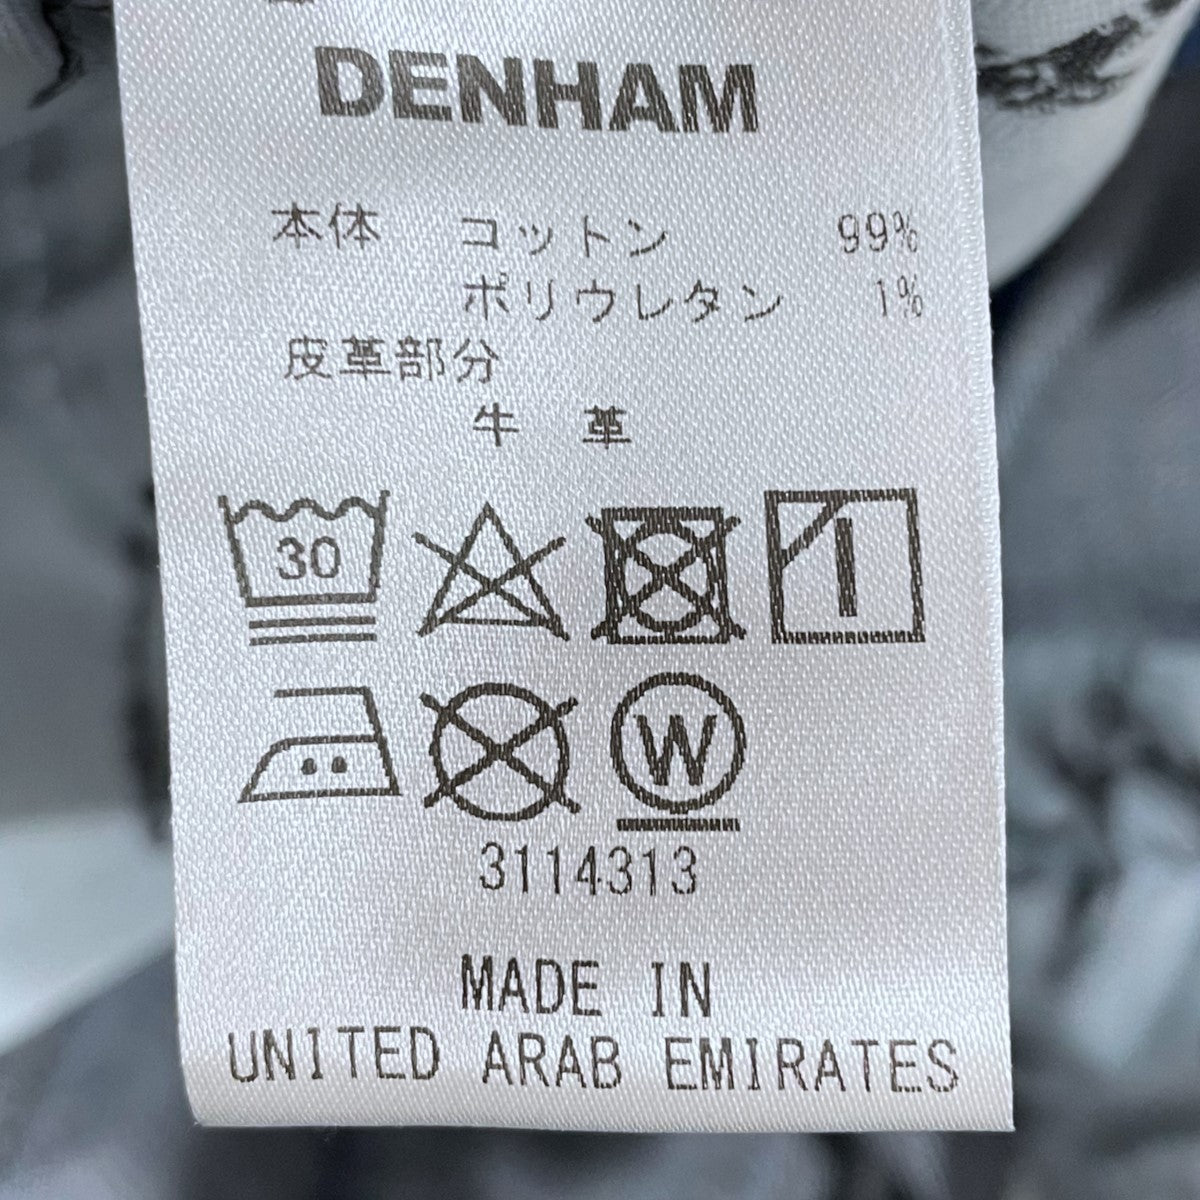 DENHAM
本体 コットン 99%
ポリウレタン 1%
皮革部分
牛 革
30
W
3114313
MADE IN
UNITED ARAB EMIRATES